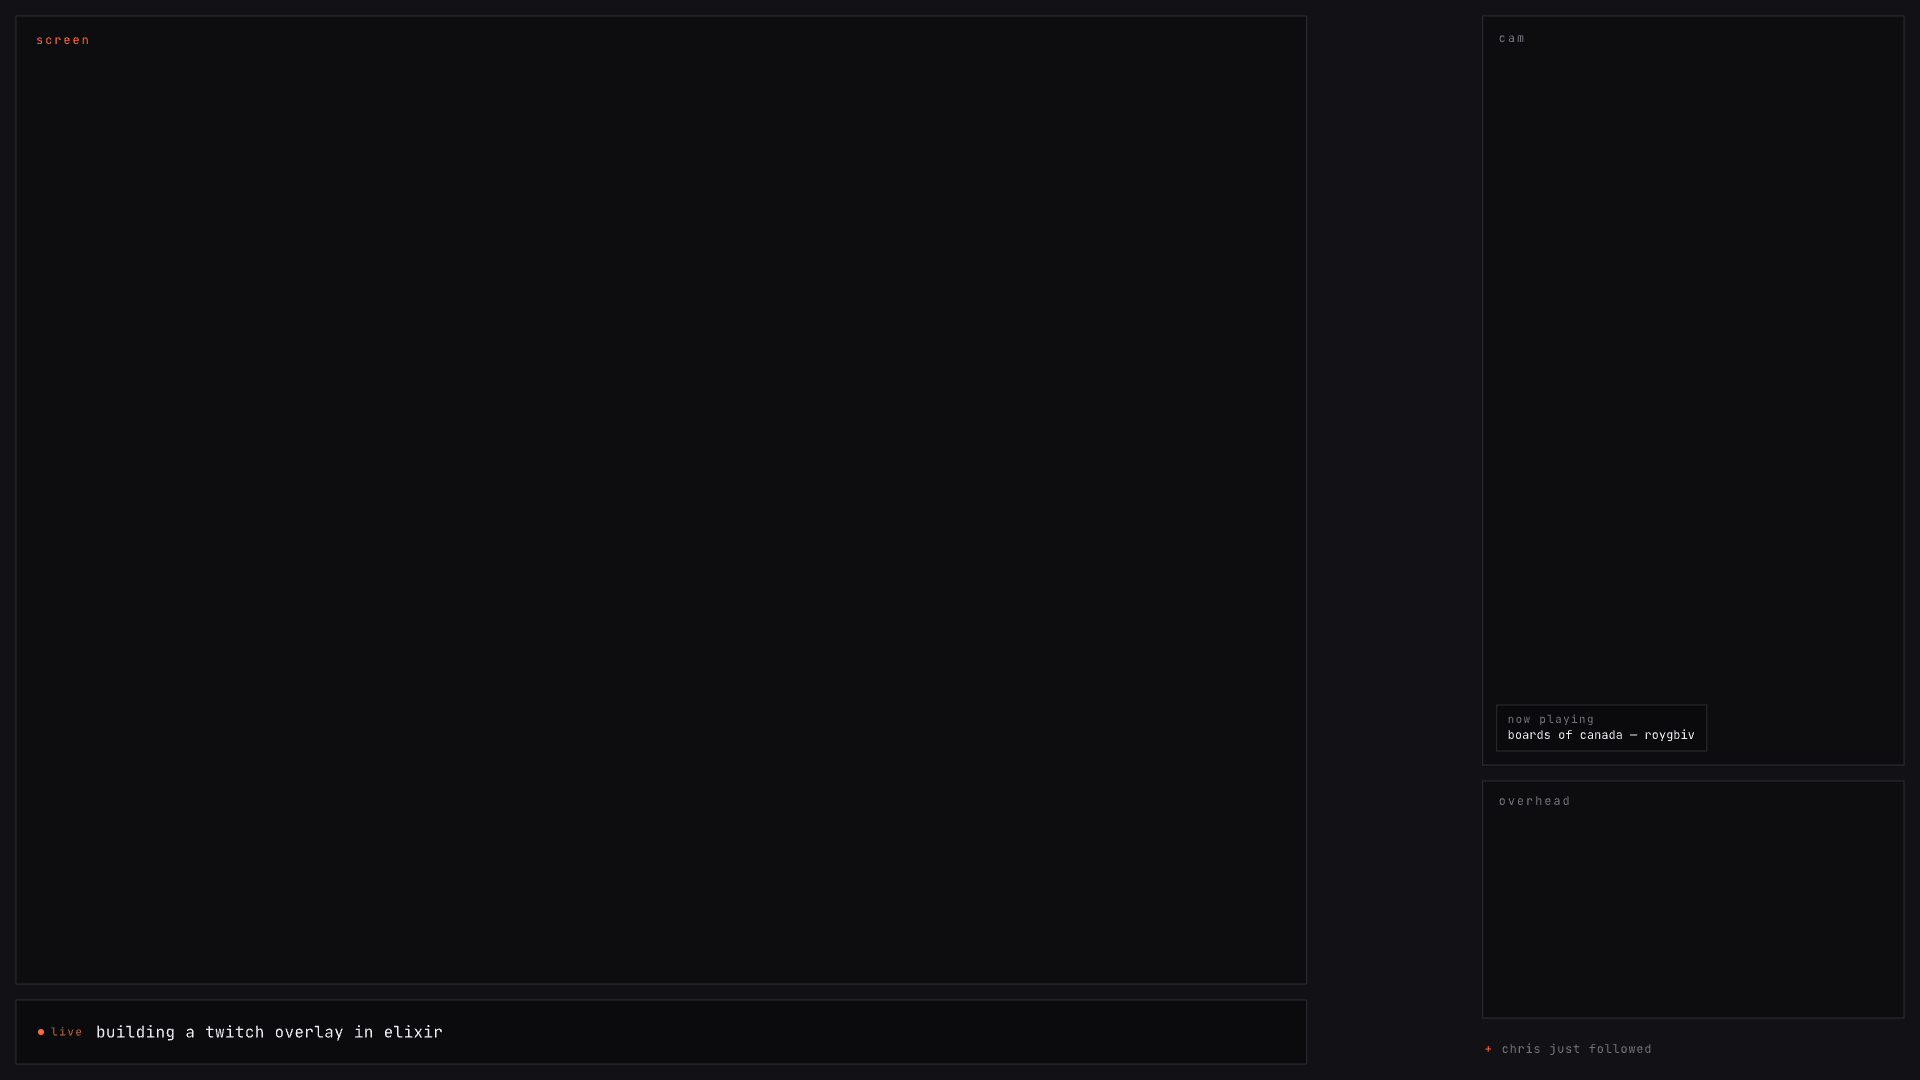 screen
cam
now playing
boards of canada — roygbiv
overhead
live building a twitch overlay in elixir
+ chris just followed